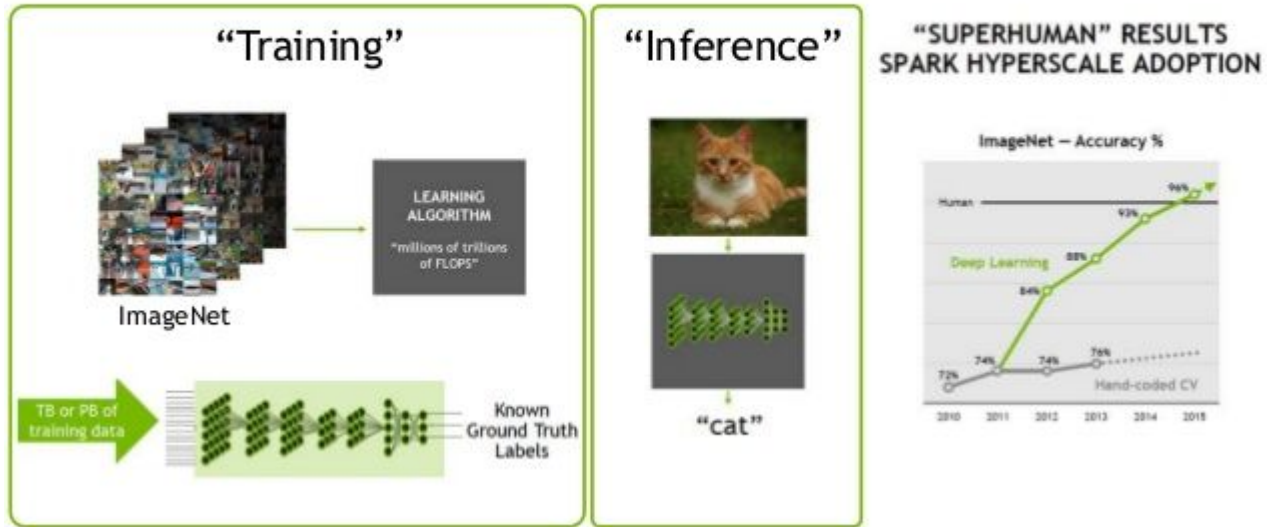 “Training”
ImageNet
LEARNING
ALGORITHM
“millions of trillions
of FLOPS”
TB or PB of
training data
Known
Ground Truth
Labels
“Inference”
“cat”
“SUPERHUMAN” RESULTS
SPARK HYPERSCALE ADOPTION
ImageNet — Accuracy %
96%
Human
93%
88%
Deep Learning
84%
74%
74%
76%
72%
Hand-coded CV
2010 2011 2012 2013 2014 2015